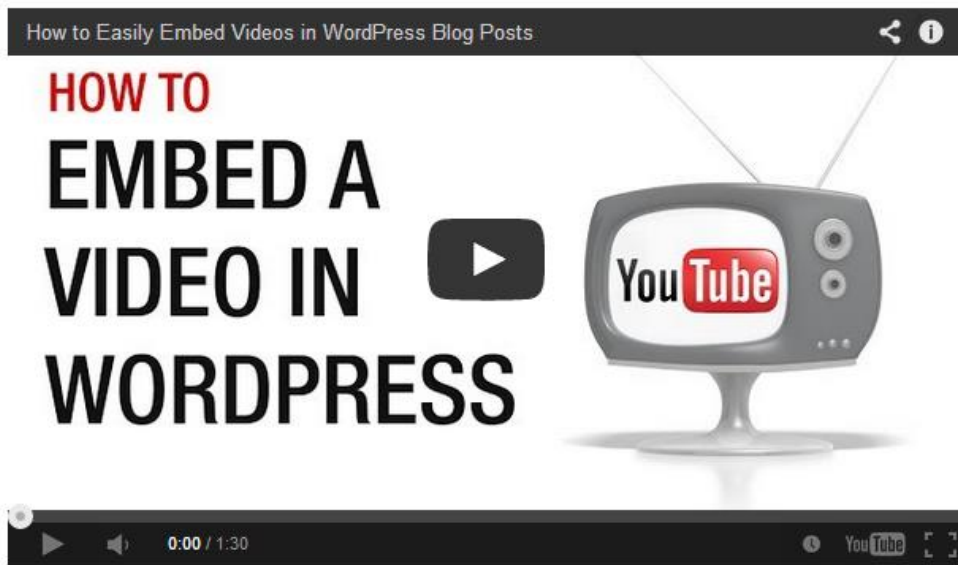 How to Easily Embed Videos in WordPress Blog Posts
HOW TO
EMBED A
VIDEO IN
WORDPRESS
YouTube
0:00 / 1:30
YouTube